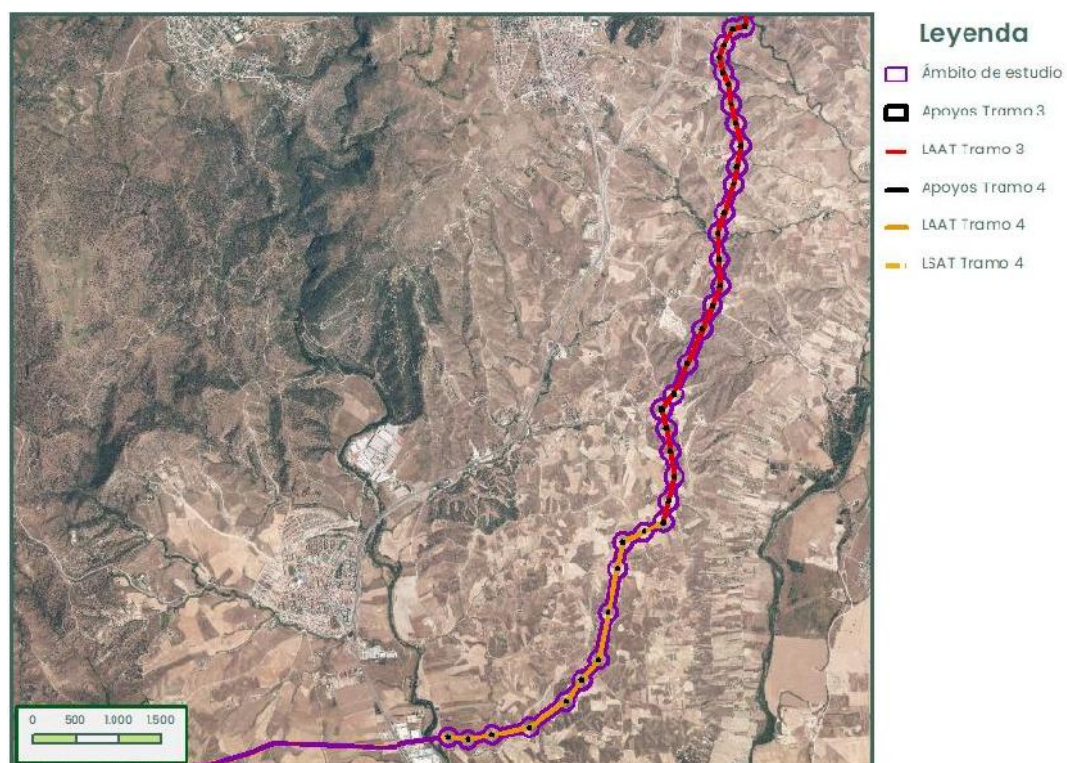 Leyenda
Ámbito de estudio
Apoyos Tramo 3
LAAT Tramo 3
Apoyos Tramo 4
LAAT Tramo 4
LSAT Tramo 4
0 500 1.000 1.500